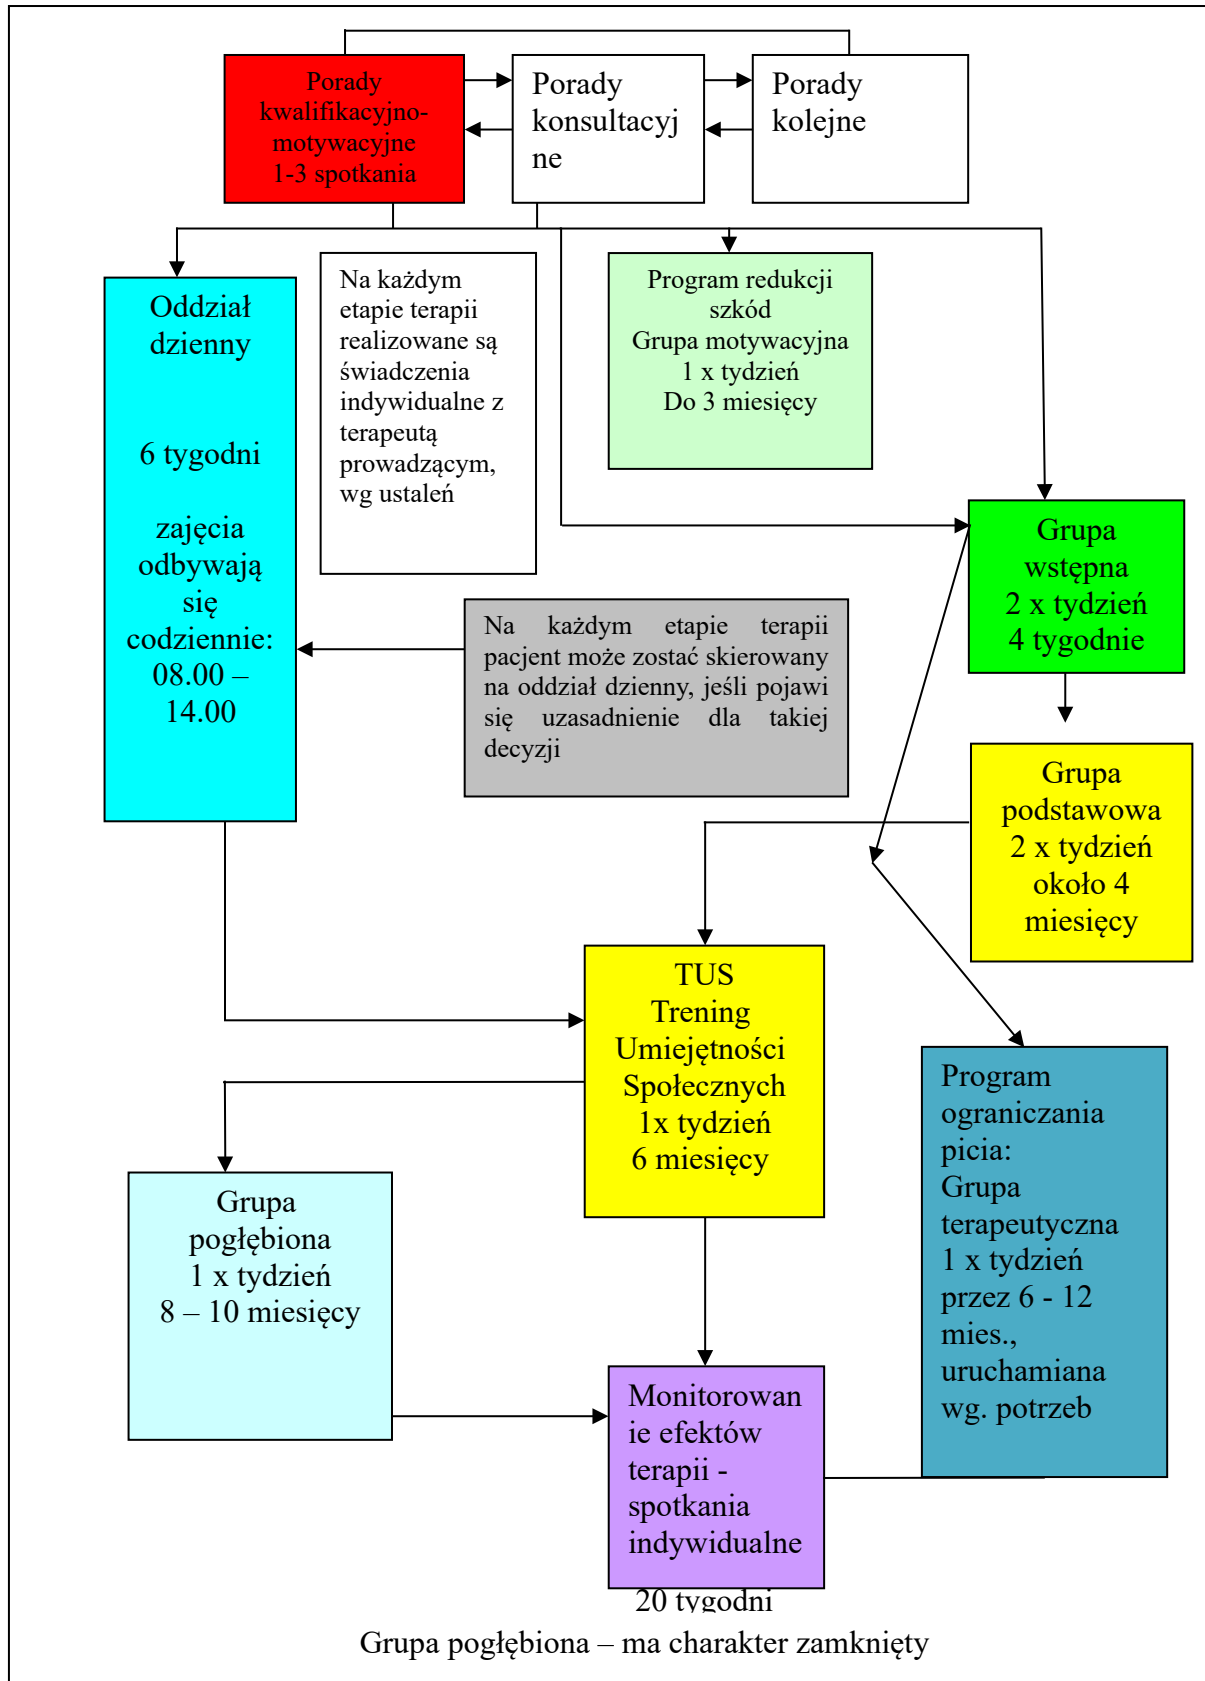 Porady
kwalifikacyjno-
motywacyjne
1-3 spotkania
Porady
konsultacyj
ne
Porady
kolejne
Oddział
dzienny
6 tygodni
zajęcia
odbywają
się
codziennie:
08.00 –
14.00
Na każdym
etapie terapii
realizowane są
świadczenia
indywidualne z
terapeutą
prowadzącym,
wg ustaleń
Program redukcji
szkód
Grupa motywacyjna
1 x tydzień
Do 3 miesięcy
Grupa
wstępna
2 x tydzień
4 tygodnie
Na każdym etapie terapii
pacjent może zostać skierowany
na oddział dzienny, jeśli pojawi
się uzasadnienie dla takiej
decyzji
Grupa
podstawowa
2 x tydzień
około 4
miesięcy
TUS
Trening
Umiejętności
Społecznych
1x tydzień
6 miesięcy
Program
ograniczania
picia:
Grupa
terapeutyczna
1 x tydzień
przez 6 - 12
mies.,
uruchamiana
wg. potrzeb
Grupa
pogłębiona
1 x tydzień
8 – 10 miesięcy
Monitorowan
ie efektów
terapii -
spotkania
indywidualne
20 tygodni
Grupa pogłębiona – ma charakter zamknięty